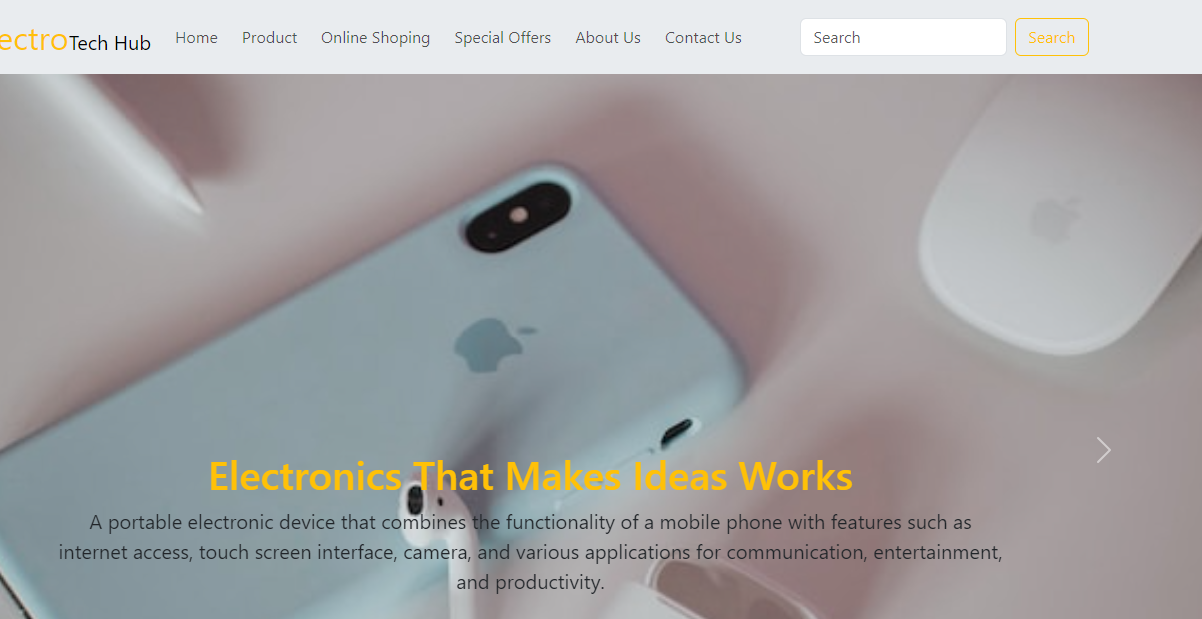 ectroTech Hub Home Product Online Shoping Special Offers About Us Contact Us Search Search
Electronics That Makes Ideas Works
A portable electronic device that combines the functionality of a mobile phone with features such as
internet access, touch screen interface, camera, and various applications for communication, entertainment,
and productivity.